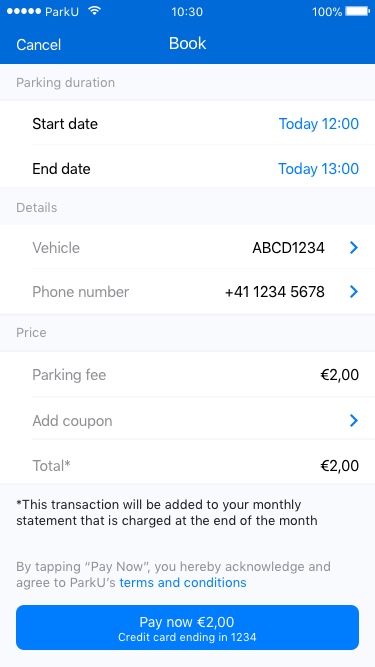 ParkU 10:30 100%
Cancel Book
Parking duration
Start date Today 12:00
End date Today 13:00
Details
Vehicle ABCD1234
Phone number +41 1234 5678
Price
Parking fee €2,00
Add coupon
Total* €2,00
*This transaction will be added to your monthly
statement that is charged at the end of the month
By tapping “Pay Now”, you hereby acknowledge and
agree to ParkU’s terms and conditions
Pay now €2,00
Credit card ending in 1234